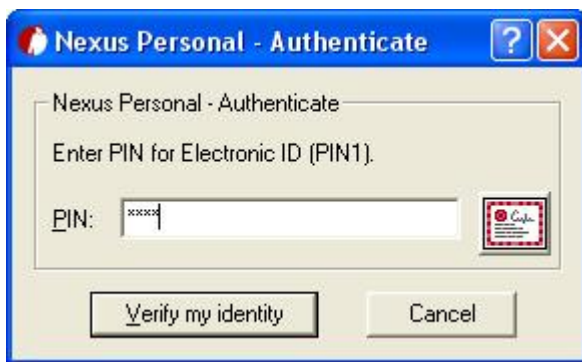 Nexus Personal - Authenticate
Nexus Personal - Authenticate
Enter PIN for Electronic ID (PIN1).
PIN: ****
Verify my identity Cancel